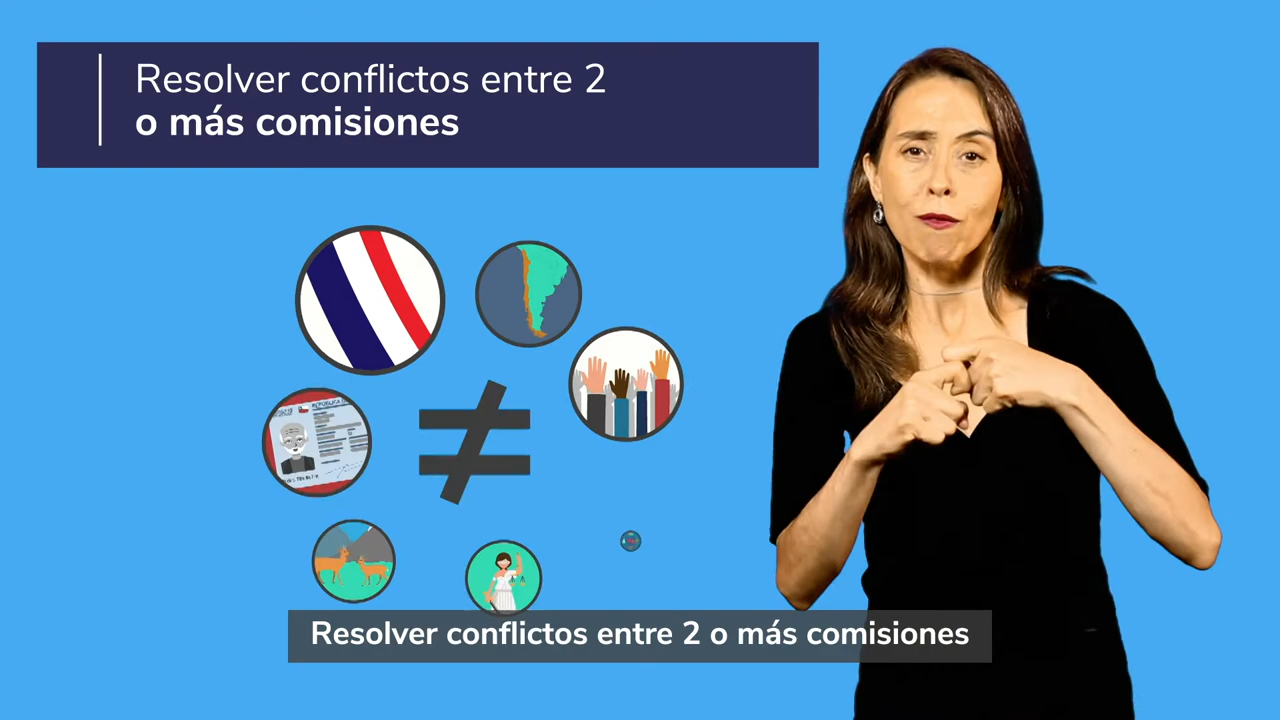 Resolver conflictos entre 2
o más comisiones
Resolver conflictos entre 2 o más comisiones